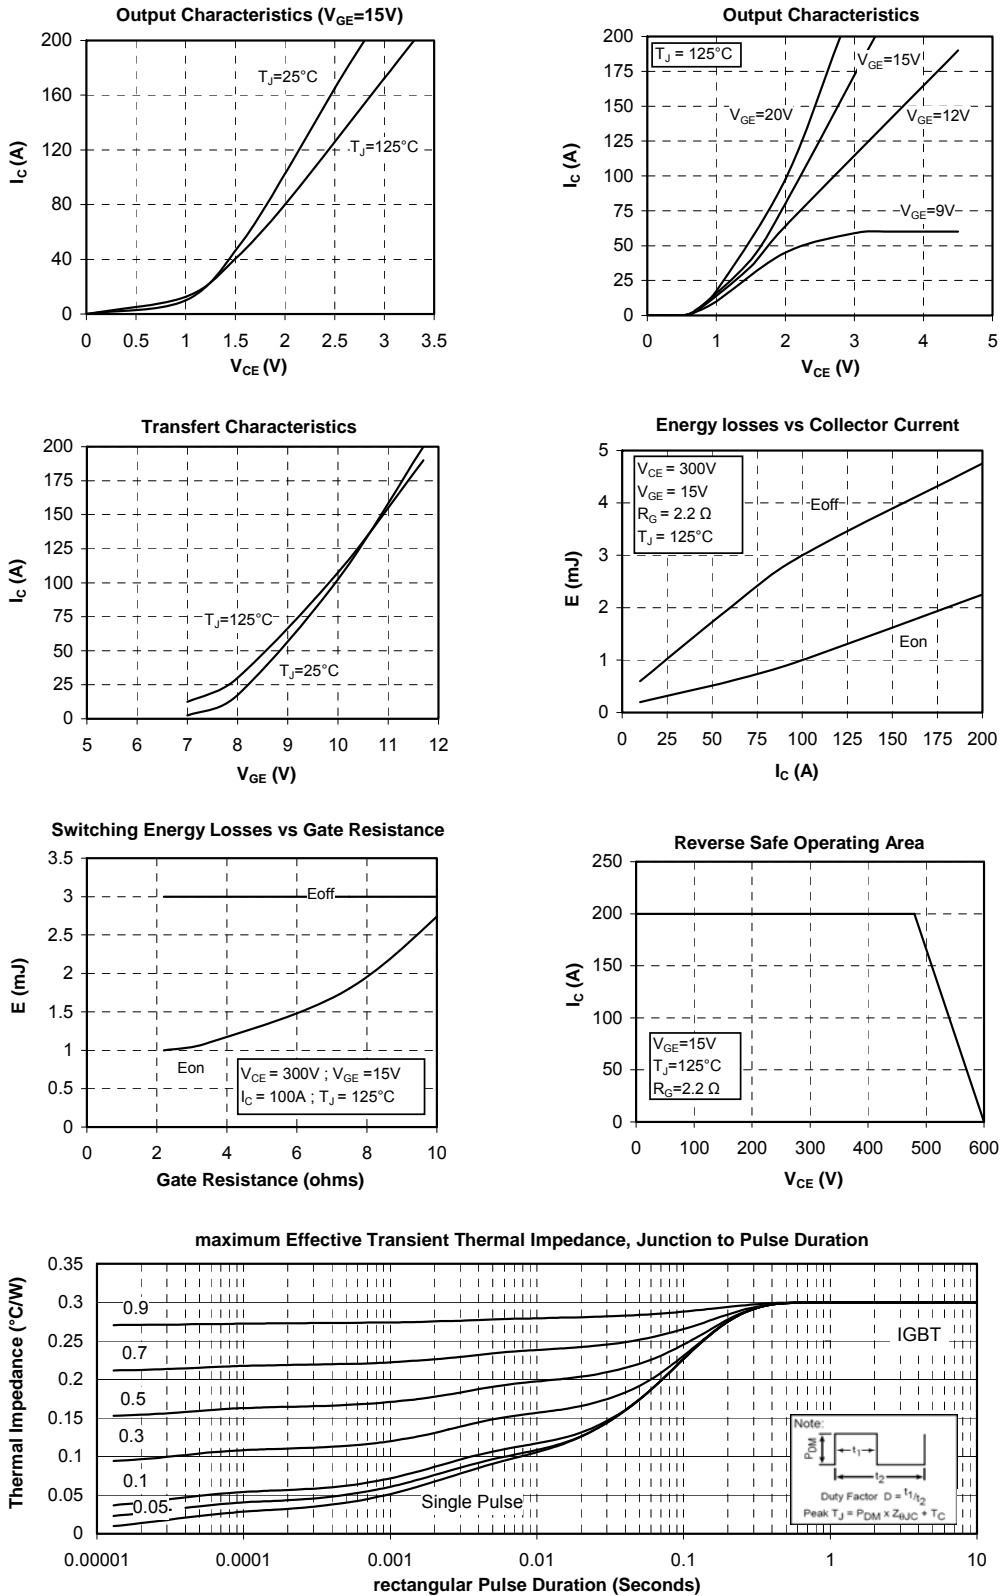 Output Characteristics (VGE=15V)
200
160
120
80
40
0
IC (A)
TJ=25°C
TJ=125°C
0 0.5 1 1.5 2 2.5 3 3.5
VCE (V)
Output Characteristics
200
175
150
125
100
75
50
25
0
IC (A)
TJ = 125°C
VGE=15V
VGE=20V
VGE=12V
VGE=9V
0 1 2 3 4 5
VCE (V)
Transfert Characteristics
200
175
150
125
100
75
50
25
0
IC (A)
TJ=125°C
TJ=25°C
5 6 7 8 9 10 11 12
VGE (V)
Energy losses vs Collector Current
5
4
3
2
1
0
E (mJ)
VCE = 300V
VGE = 15V
RG = 2.2 Ω
TJ = 125°C
Eoff
Eon
0 25 50 75 100 125 150 175 200
IC (A)
Switching Energy Losses vs Gate Resistance
3.5
3
2.5
2
1.5
1
0.5
0
E (mJ)
Eoff
Eon
VCE = 300V ; VGE =15V
IC = 100A ; TJ = 125°C
0 2 4 6 8 10
Gate Resistance (ohms)
Reverse Safe Operating Area
250
200
150
100
50
0
IC (A)
VGE=15V
TJ=125°C
RG=2.2 Ω
0 100 200 300 400 500 600
VCE (V)
maximum Effective Transient Thermal Impedance, Junction to Pulse Duration
0.35
0.3
0.25
0.2
0.15
0.1
0.05
0
Thermal Impedance (°C/W)
0.9
0.7
0.5
0.3
0.1
0.05
Single Pulse
IGBT
Note:
PDM
t1
t2
Duty Factor D = t1/t2
Peak TJ = PDM x ZθJC + TC
0.00001 0.0001 0.001 0.01 0.1 1 10
rectangular Pulse Duration (Seconds)